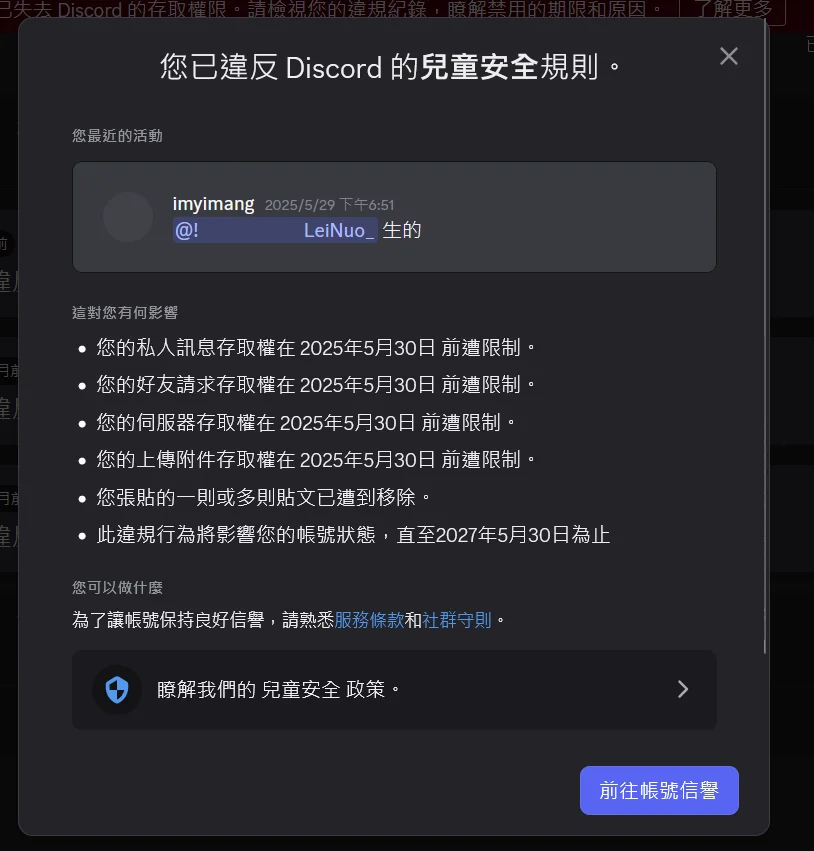 已失去 Discord 的存取權限。請檢視您的違規紀錄，瞭解禁用的期限和原因。 了解更多
您已違反 Discord 的兒童安全規則。
您最近的活動
imyimang 2025/5/29 下午6:51
@! LeiNuo_ 生的
這對您有何影響
• 您的私人訊息存取權在 2025年5月30日 前遭限制。
• 您的好友請求存取權在 2025年5月30日 前遭限制。
• 您的伺服器存取權在 2025年5月30日 前遭限制。
• 您的上傳附件存取權在 2025年5月30日 前遭限制。
• 您張貼的一則或多則貼文已遭到移除。
• 此違規行為將影響您的帳號狀態，直至2027年5月30日為止
您可以做什麼
為了讓帳號保持良好信譽，請熟悉服務條款和社群守則。
瞭解我們的 兒童安全 政策。
前往帳號信譽